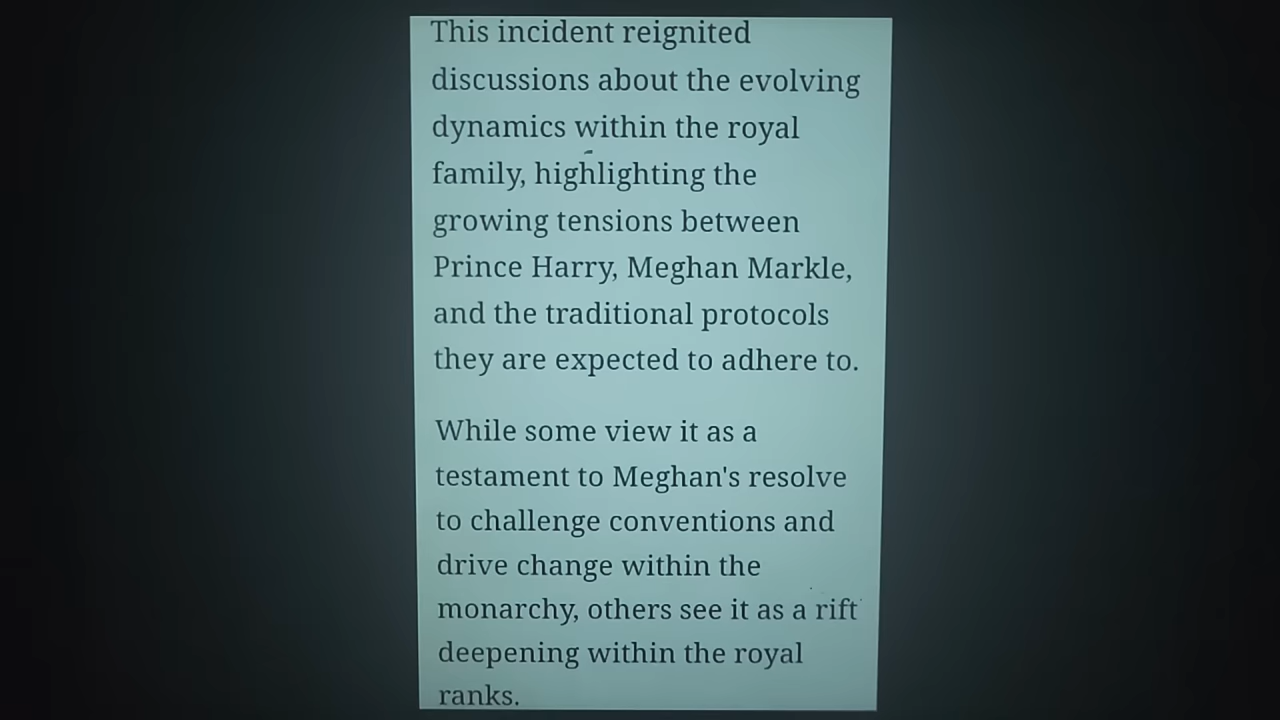 This incident reignited
discussions about the evolving
dynamics within the royal
family, highlighting the
growing tensions between
Prince Harry, Meghan Markle,
and the traditional protocols
they are expected to adhere to.
While some view it as a
testament to Meghan's resolve
to challenge conventions and
drive change within the
monarchy, others see it as a rift
deepening within the royal
ranks.